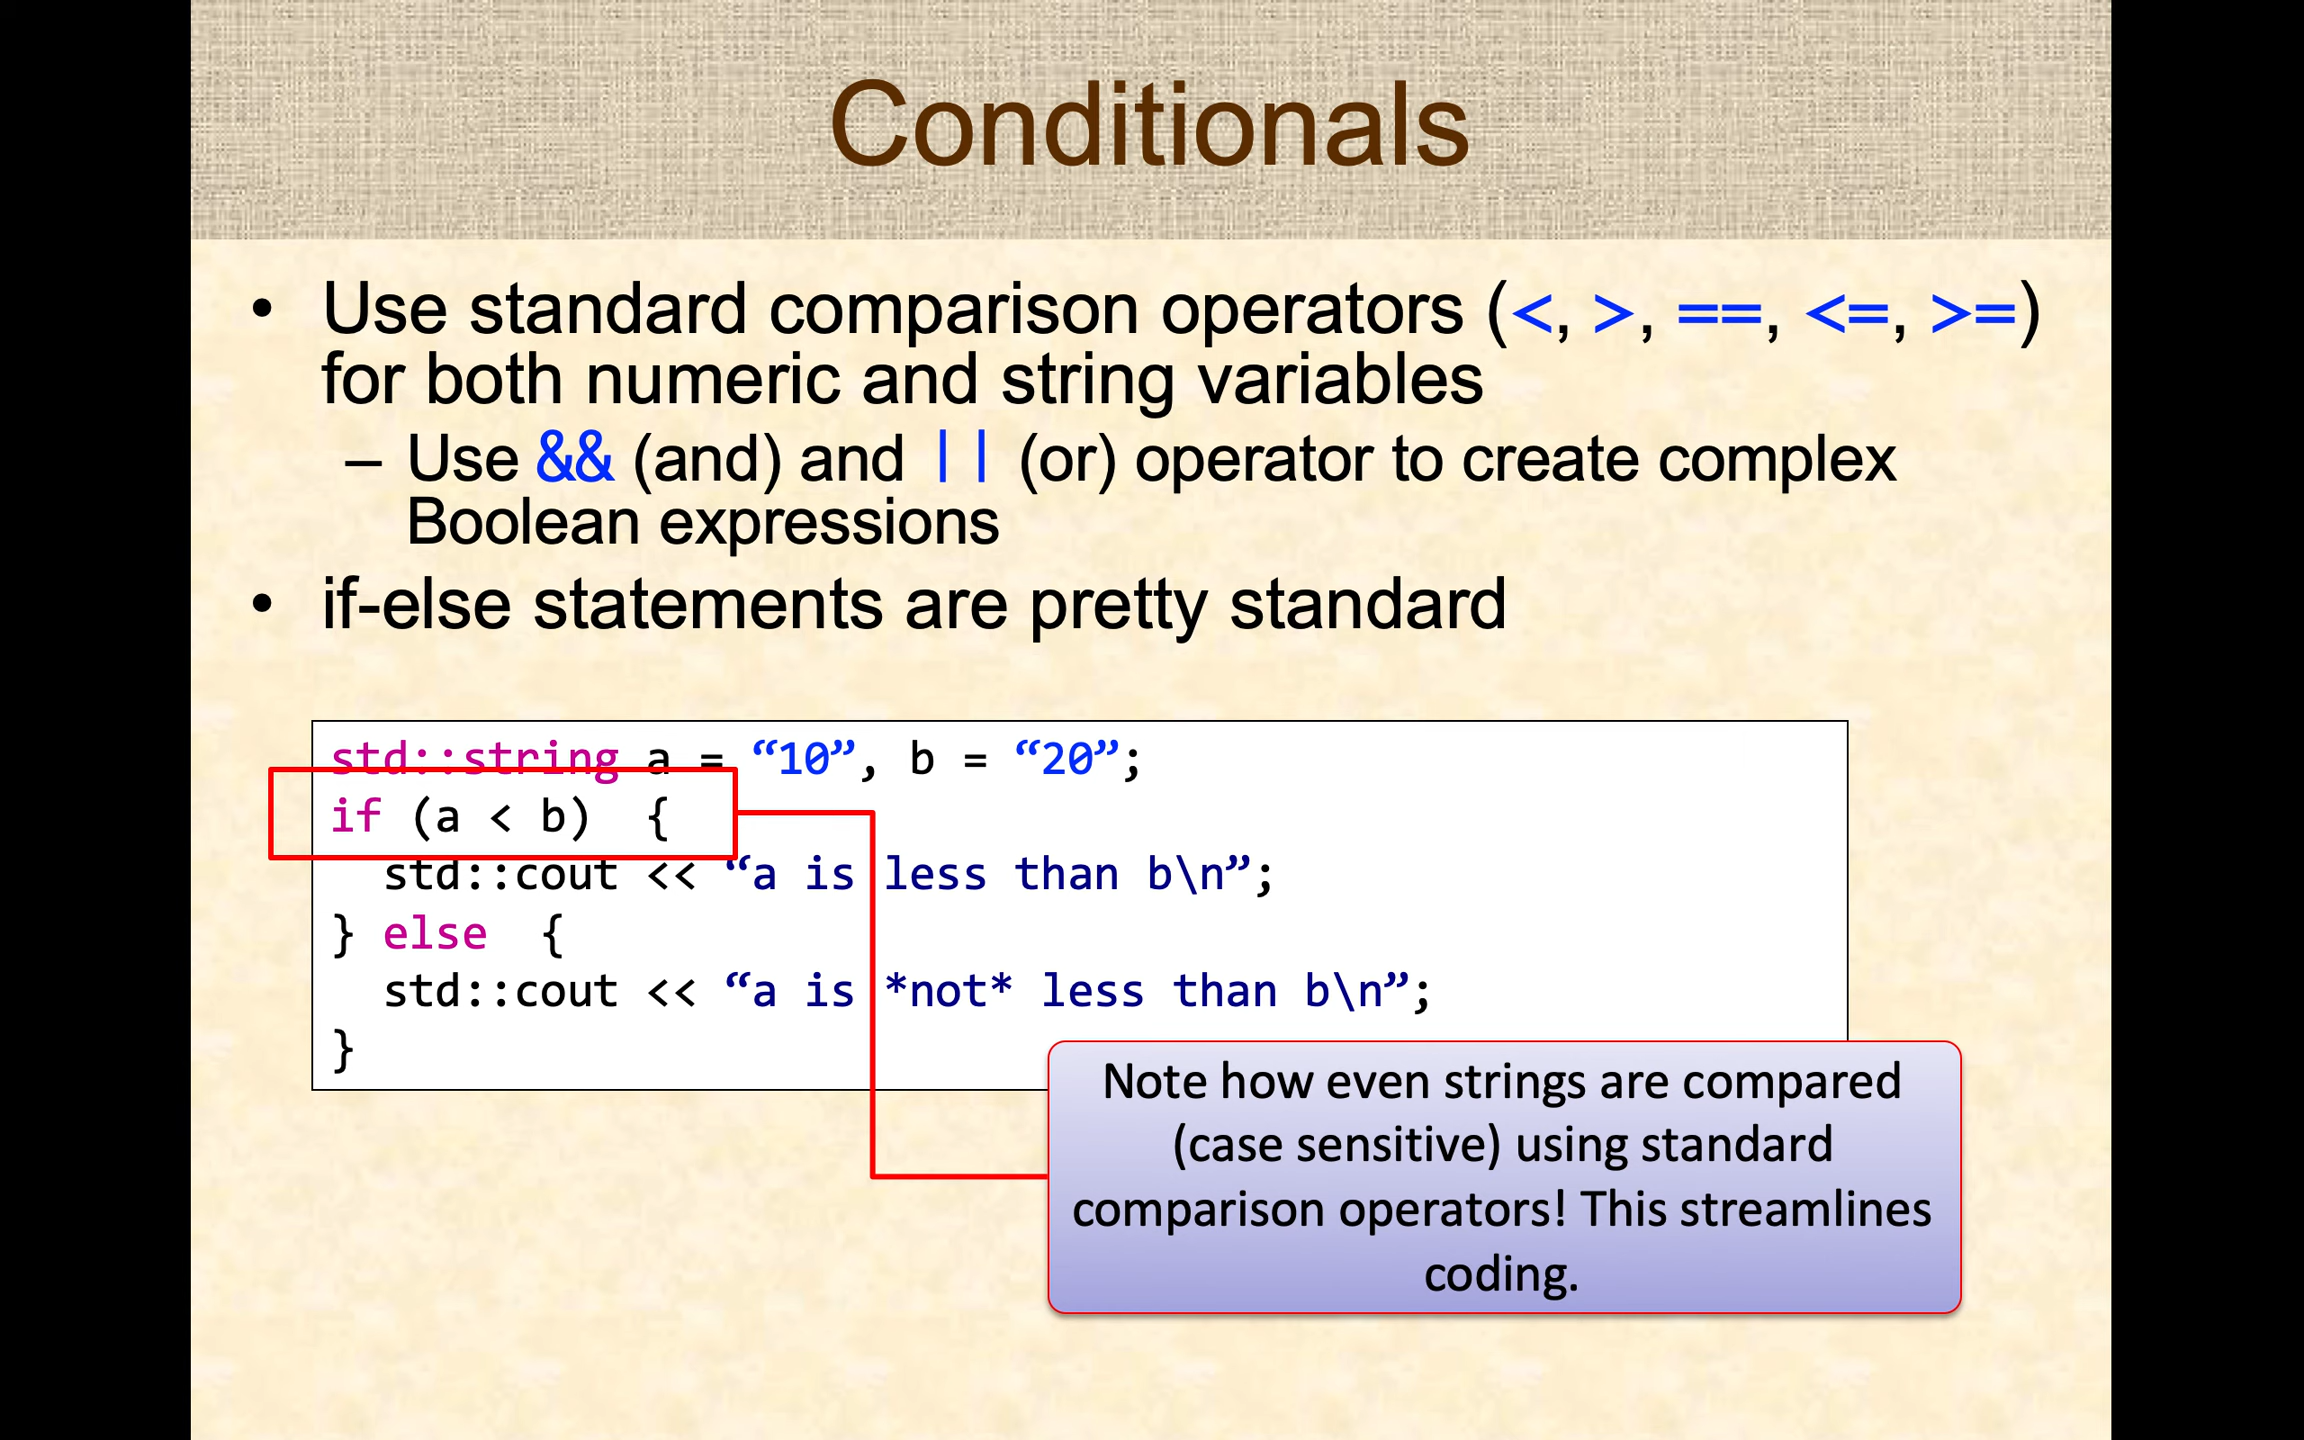 Conditionals
• Use standard comparison operators (<, >, ==, <=, >=)
for both numeric and string variables
– Use && (and) and || (or) operator to create complex
Boolean expressions
• if-else statements are pretty standard
std::string a = “10”, b = “20”;
if (a < b)  {
  std::cout << “a is less than b\n”;
} else  {
  std::cout << “a is *not* less than b\n”;
}
Note how even strings are compared
(case sensitive) using standard
comparison operators! This streamlines
coding.